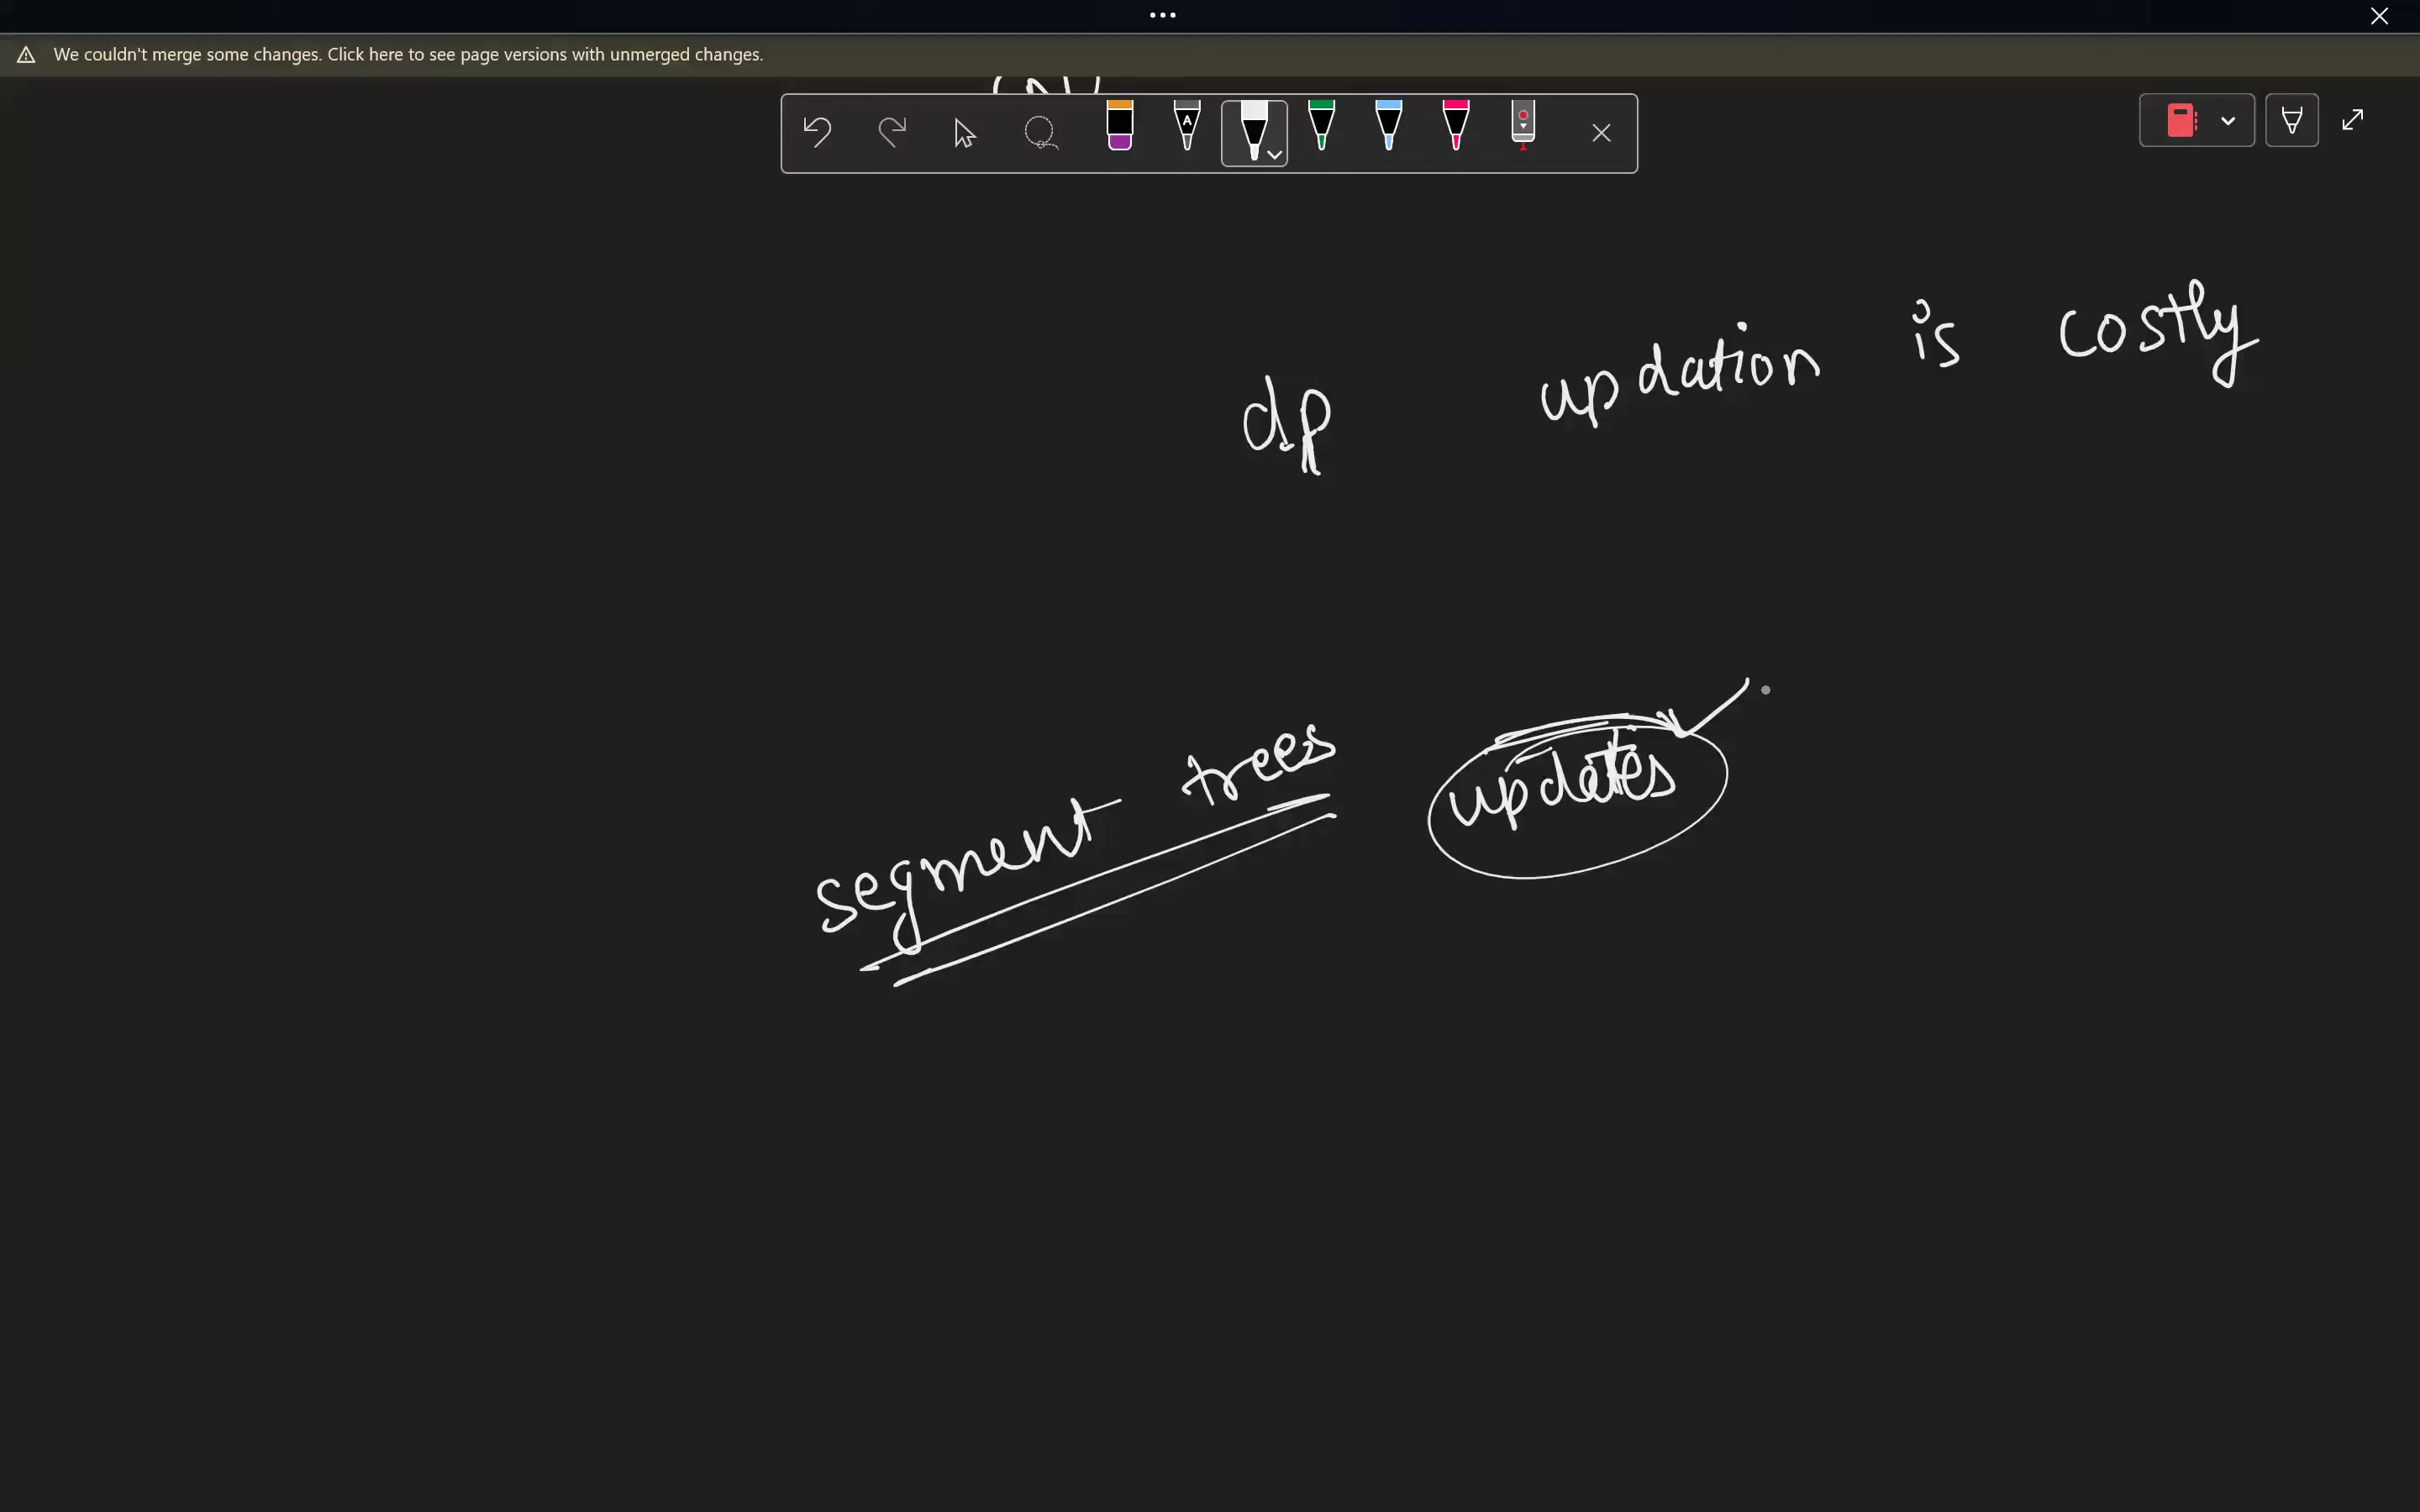 We couldn't merge some changes. Click here to see page versions with unmerged changes.
A
dp updation is costly
segment trees updates